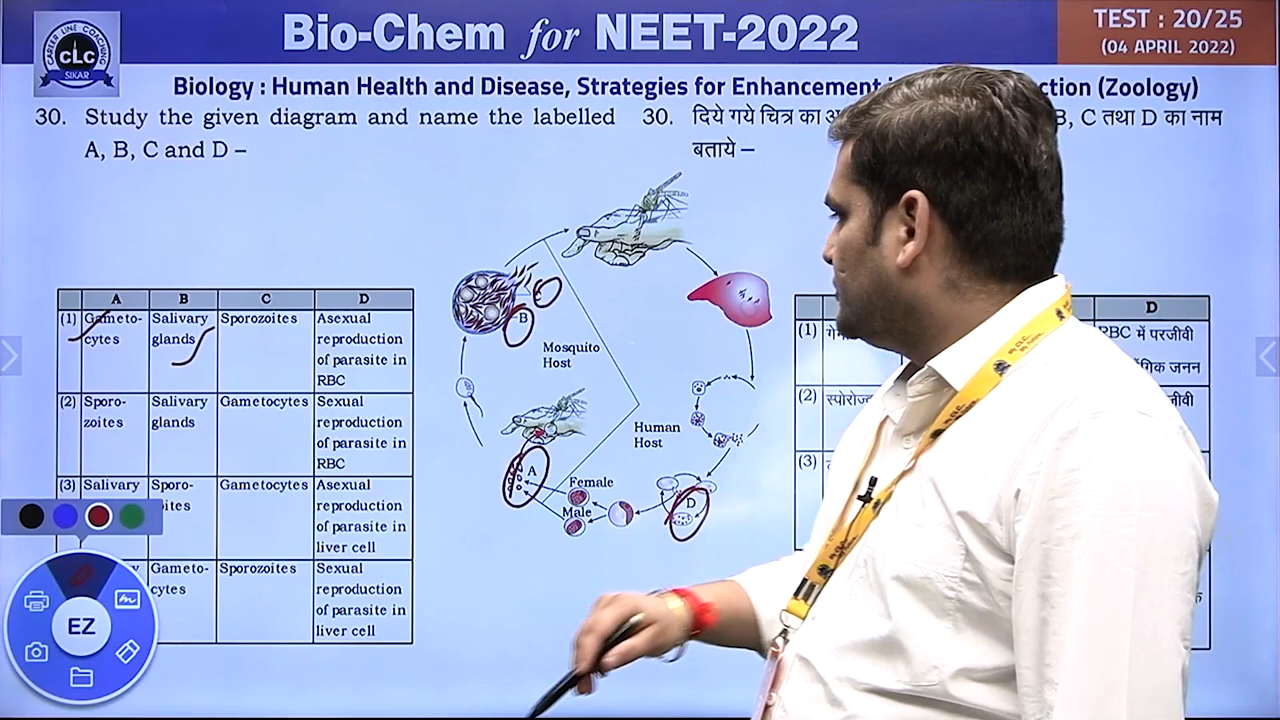 CAREER LINE COACHING
CLC
SIKAR
Bio-Chem for NEET-2022
TEST : 20/25
(04 APRIL 2022)
Biology : Human Health and Disease, Strategies for Enhancement
ction (Zoology)
30. Study the given diagram and name the labelled
A, B, C and D –
30. दिये गये चित्र का
B, C तथा D का नाम
बताये –
A B C D
(1) Gameto-cytes Salivary glands Sporozoites Asexual reproduction of parasite in RBC
(2) Sporo-zoites Salivary glands Gametocytes Sexual reproduction of parasite in RBC
(3) Salivary Sporo- Gametocytes Asexual reproduction of parasite in liver cell
Gameto-cytes Sporozoites Sexual reproduction of parasite in liver cell
B
Mosquito
Host
Human
Host
A
Female
Male
D
D
(1)
RBC में परजीवी
(2)
(3)
EZ